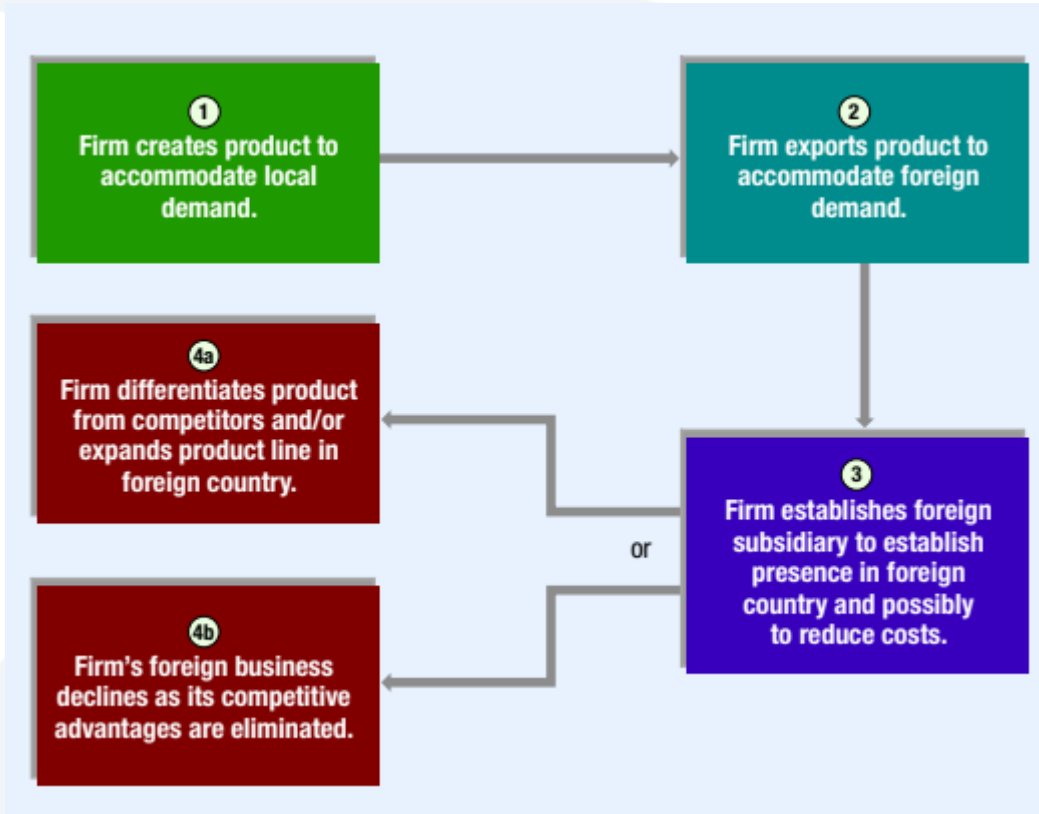 1
Firm creates product to
accommodate local
demand.
2
Firm exports product to
accommodate foreign
demand.
3
Firm establishes foreign
subsidiary to establish
presence in foreign
country and possibly
to reduce costs.
or
4a
Firm differentiates product
from competitors and/or
expands product line in
foreign country.
4b
Firm’s foreign business
declines as its competitive
advantages are eliminated.